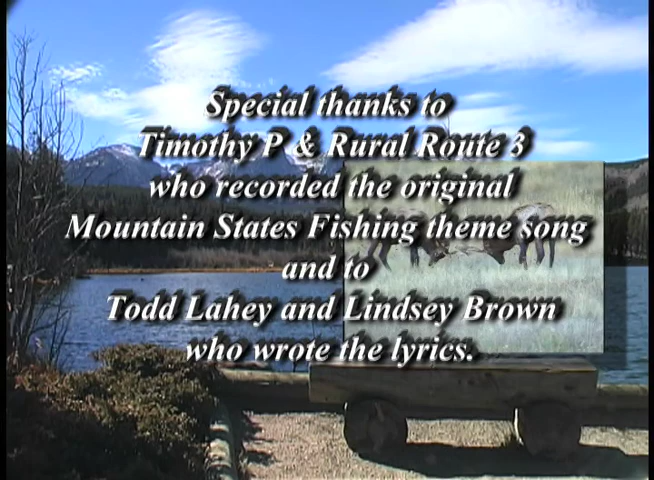 Special thanks to
Timothy P & Rural Route 3
who recorded the original
Mountain States Fishing theme song
and to
Todd Lahey and Lindsey Brown
who wrote the lyrics.